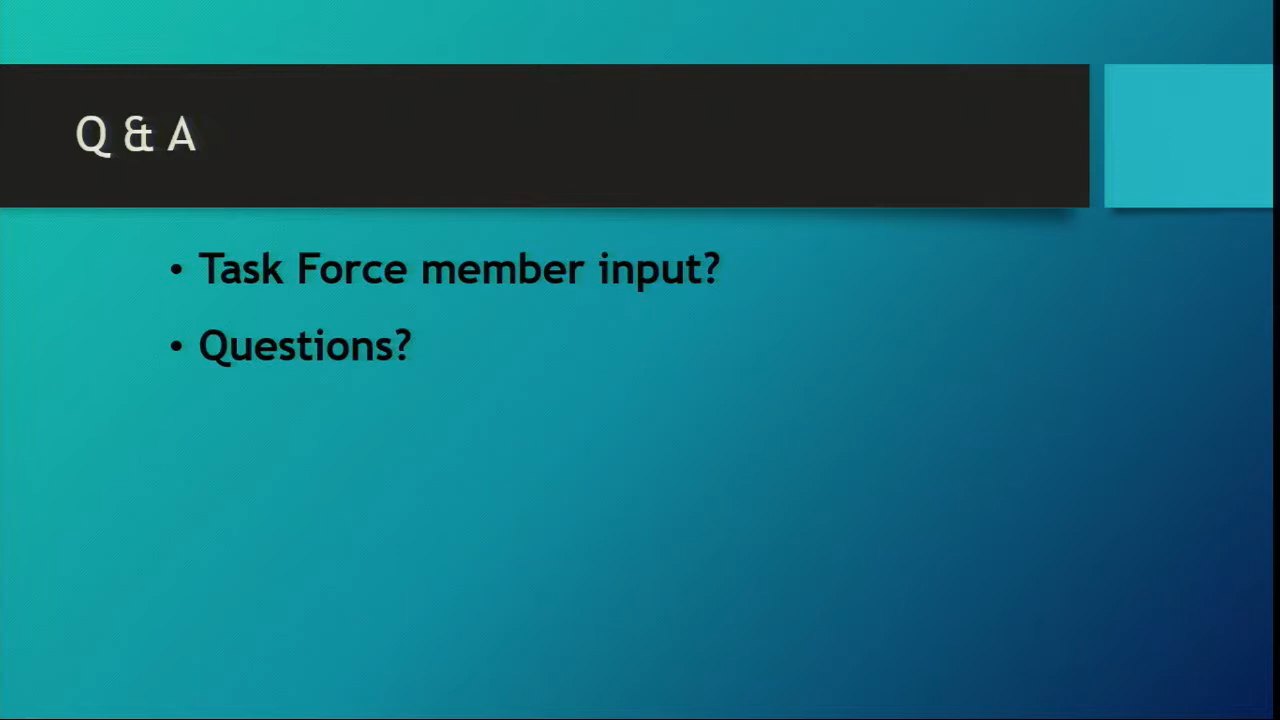 Q & A
• Task Force member input?
• Questions?